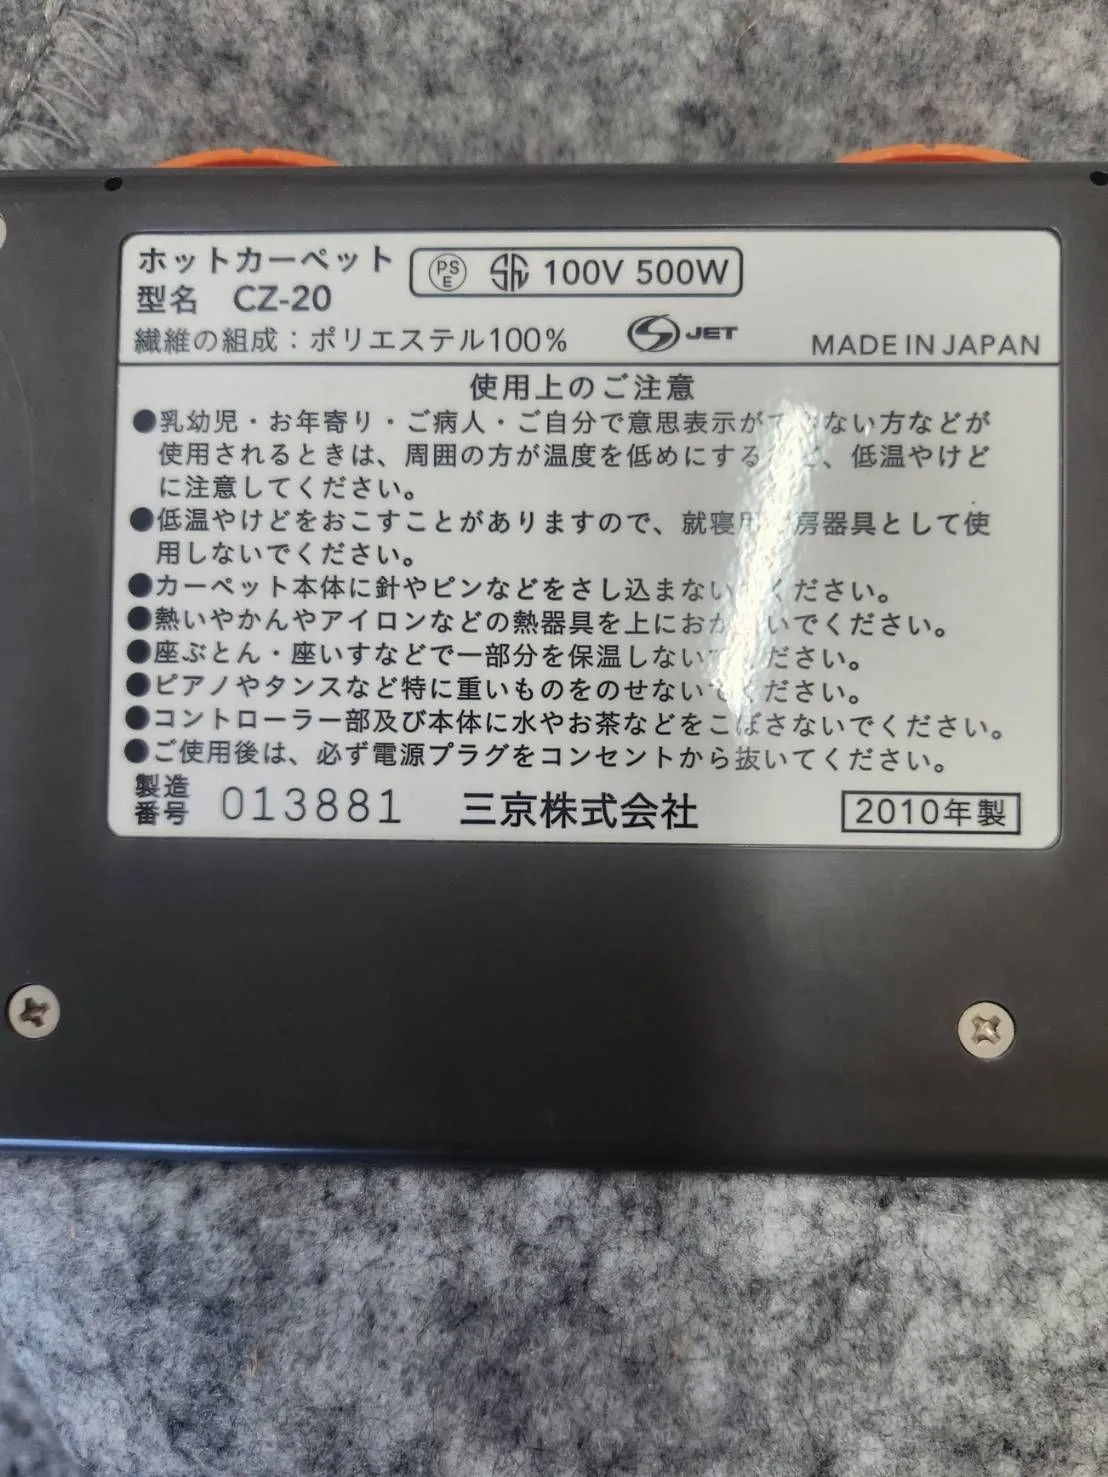 ホットカーペット PS E 100V 500W
型名 CZ-20
繊維の組成：ポリエステル100% S JET MADE IN JAPAN
使用上のご注意
●乳幼児・お年寄り・ご病人・ご自分で意思表示が ない方などが
使用されるときは、周囲の方が温度を低めにする 、低温やけど
に注意してください。
●低温やけどをおこすことがありますので、就寝用 房器具として使
用しないでください。
●カーペット本体に針やピンなどをさし込まない ください。
●熱いやかんやアイロンなどの熱器具を上におか いでください。
●座ぶとん・座いすなどで一部分を保温しない ださい。
●ピアノやタンスなど特に重いものをのせないで ださい。
●コントローラー部及び本体に水やお茶などをこぼさないでください。
●ご使用後は、必ず電源プラグをコンセントから抜いてください。
製造番号 013881 三京株式会社 2010年製